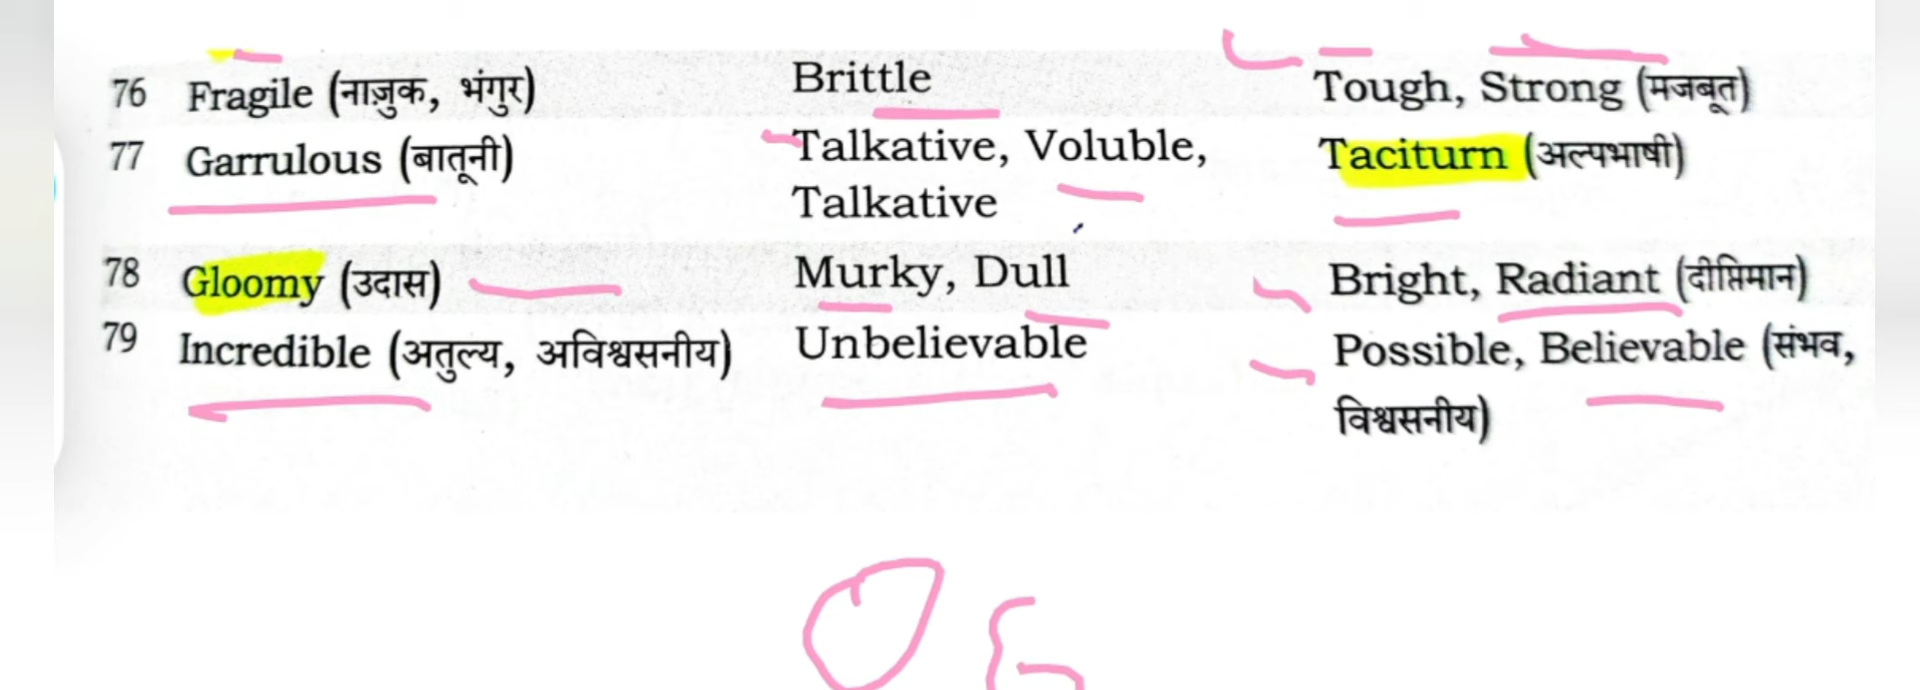 76 Fragile (नाज़ुक, भंगुर) Brittle Tough, Strong (मजबूत)
77 Garrulous (बातूनी) Talkative, Voluble, Taciturn (अल्पभाषी)
Talkative
78 Gloomy (उदास) Murky, Dull Bright, Radiant (दीप्तिमान)
79 Incredible (अतुल्य, अविश्वसनीय) Unbelievable Possible, Believable (संभव,
विश्वसनीय)